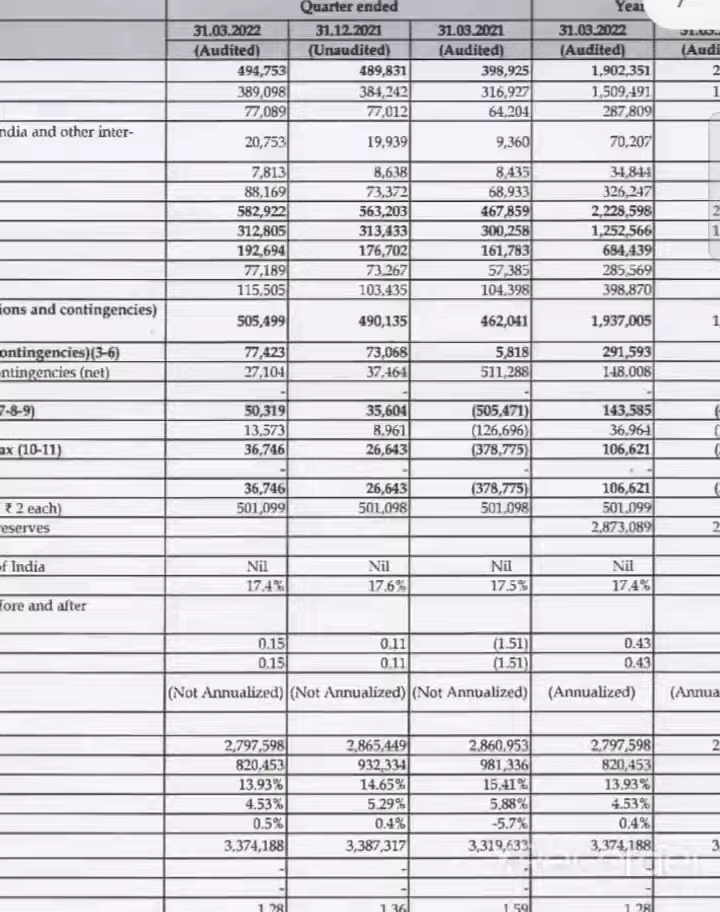 Quarter ended Year
31.03.2022 31.12.2021 31.03.2021 31.03.2022
(Audited) (Unaudited) (Audited) (Audited) (Audi
494,753 489,831 398,925 1,902,351 2
389,098 384,242 316,927 1,509,491 1
77,089 77,012 64,204 287,809
ndia and other inter-
20,753 19,939 9,360 70,207
7,813 8,638 8,435 34,844
88,169 73,372 68,933 326,247
582,922 563,203 467,859 2,228,598 2
312,805 313,433 300,258 1,252,566 1
192,694 176,702 161,783 684,439
77,189 73,267 57,385 285,569
115,505 103,435 104,398 398,870
ions and contingencies)
505,499 490,135 462,041 1,937,005 1
ontingencies)(3-6) 77,423 73,068 5,818 291,593
ntingencies (net) 27,104 37,464 511,288 148,008
- - - -
7-8-9) 50,319 35,604 (505,471) 143,585 (
13,573 8,961 (126,696) 36,964 (
ax (10-11) 36,746 26,643 (378,775) 106,621 (
- - - -
36,746 26,643 (378,775) 106,621 (
₹ 2 each) 501,099 501,098 501,098 501,099
eserves 2,873,089 2
of India Nil Nil Nil Nil
17.4% 17.6% 17.5% 17.4%
fore and after
0.15 0.11 (1.51) 0.43
0.15 0.11 (1.51) 0.43
(Not Annualized) (Not Annualized) (Not Annualized) (Annualized) (Annua
2,797,598 2,865,449 2,860,953 2,797,598 2
820,453 932,334 981,336 820,453
13.93% 14.65% 15.41% 13.93%
4.53% 5.29% 5.88% 4.53%
0.5% 0.4% -5.7% 0.4%
3,374,188 3,387,317 3,319,633 3,374,188 3
- - - -
- - - -
1.28 1.36 1.59 1.28